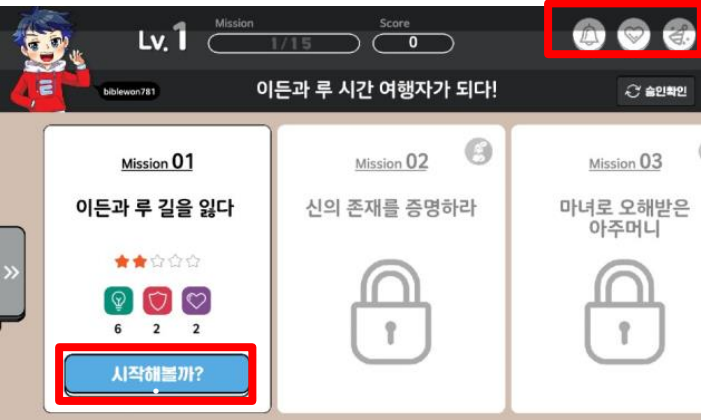 Mission
Score
Lv. 1
1/15
0
biblewon781
이든과 루 시간 여행자가 되다!
승인확인
Mission 01
이든과 루 길을 잃다
6 2 2
시작해볼까?
Mission 02
신의 존재를 증명하라
Mission 03
마녀로 오해받은
아주머니